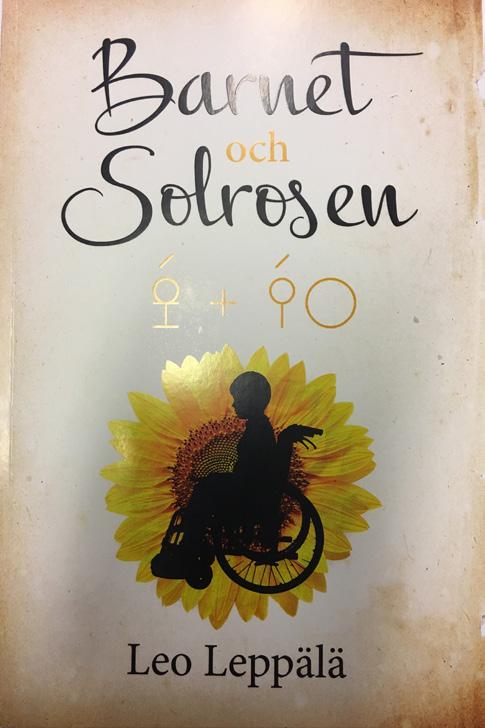 Barnet
och
Solrosen
Leo Leppälä